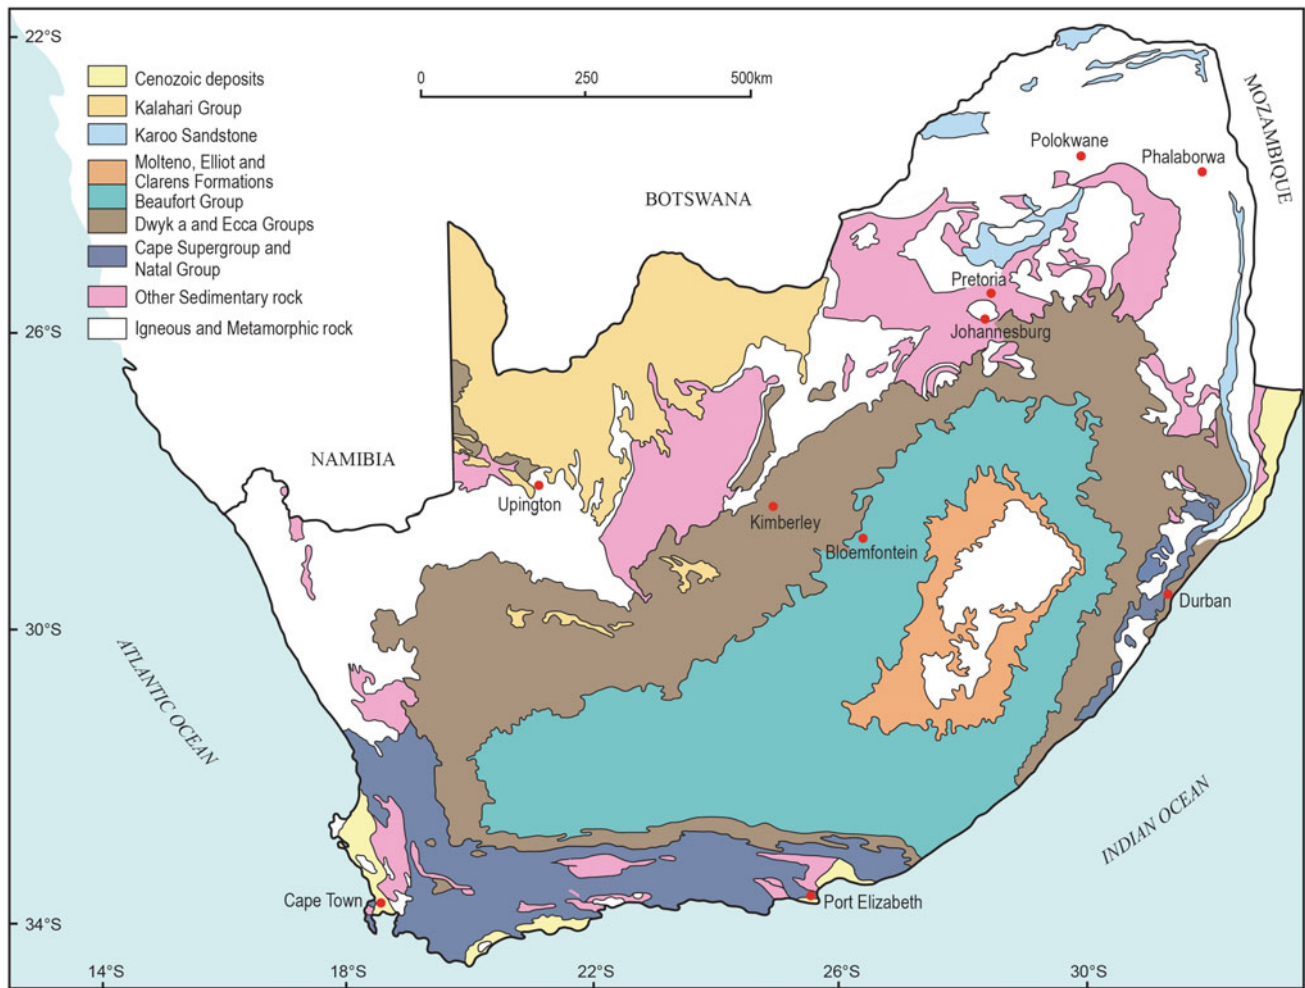 22°S
26°S
30°S
34°S
14°S
18°S
22°S
26°S
30°S
Cenozoic deposits
Kalahari Group
Karoo Sandstone
Molteno, Elliot and
Clarens Formations
Beaufort Group
Dwyk a and Ecca Groups
Cape Supergroup and
Natal Group
Other Sedimentary rock
Igneous and Metamorphic rock
0 250 500km
MOZAMBIQUE
Polokwane
Phalaborwa
BOTSWANA
Pretoria
Johannesburg
NAMIBIA
Upington
Kimberley
Bloemfontein
Durban
ATLANTIC OCEAN
INDIAN OCEAN
Cape Town
Port Elizabeth